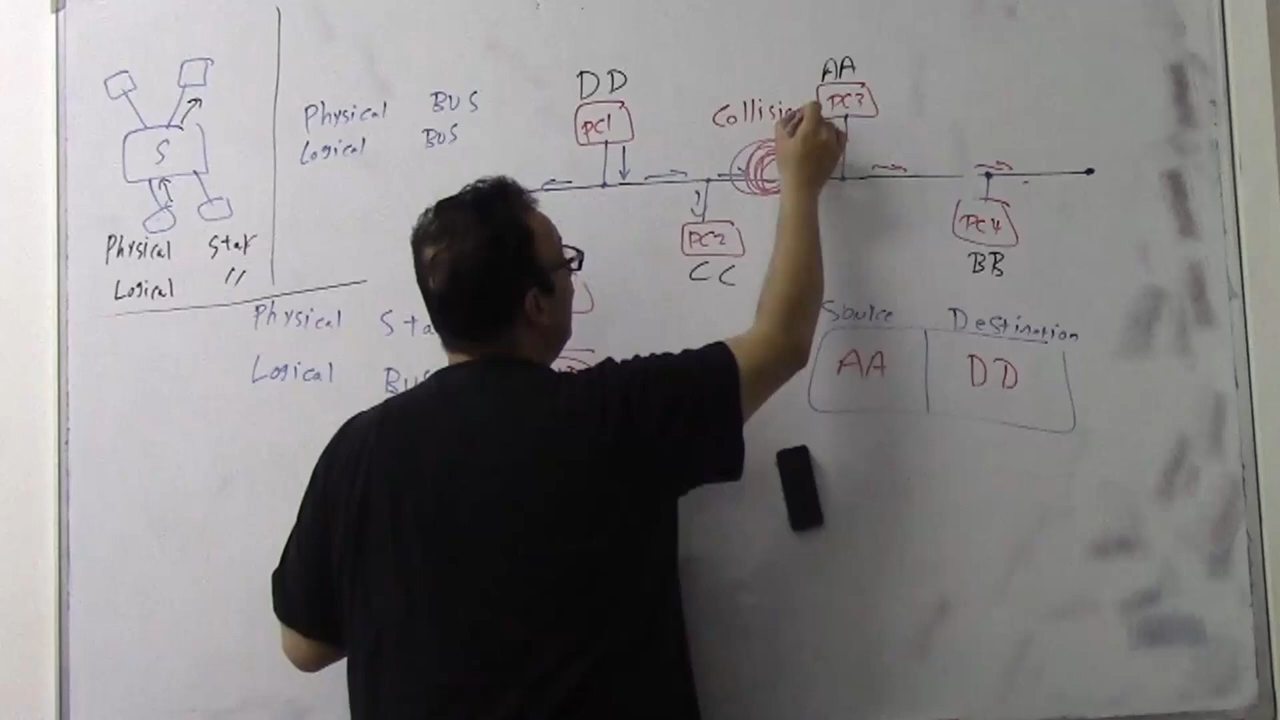 S
Physical Star
Logical //
Physical BUS
Logical BUS
DD
PC1
Collision
AA
PC3
PC2
CC
PC4
BB
Physical Sta
Logical Bus
Source Destination
AA DD